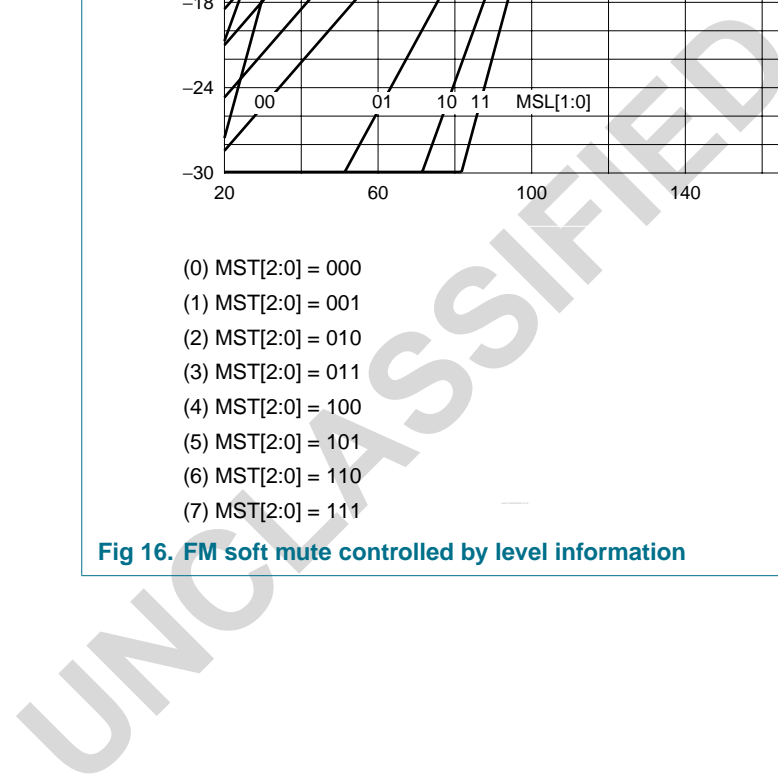 −18
−24
00 01 10 11 MSL[1:0]
−30
20 60 100 140
(0) MST[2:0] = 000
(1) MST[2:0] = 001
(2) MST[2:0] = 010
(3) MST[2:0] = 011
(4) MST[2:0] = 100
(5) MST[2:0] = 101
(6) MST[2:0] = 110
(7) MST[2:0] = 111
Fig 16. FM soft mute controlled by level information
UNCLASSIFIED